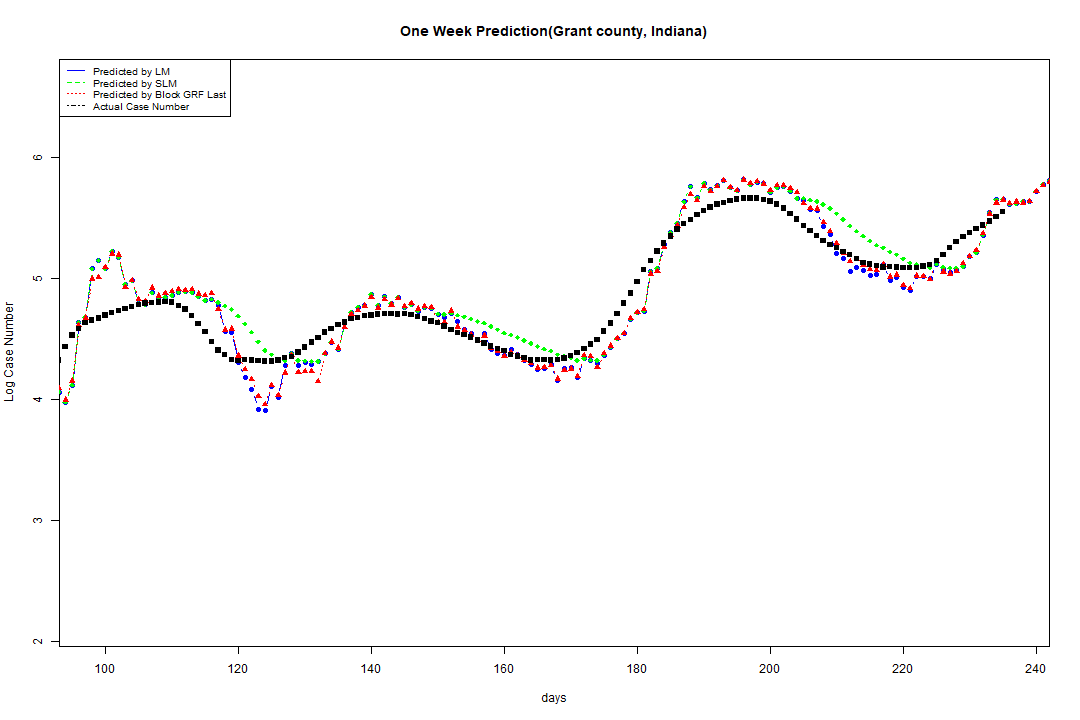 One Week Prediction(Grant county, Indiana)
Predicted by LM
Predicted by SLM
Predicted by Block GRF Last
Actual Case Number
6
5
4
3
2
Log Case Number
100 120 140 160 180 200 220 240
days